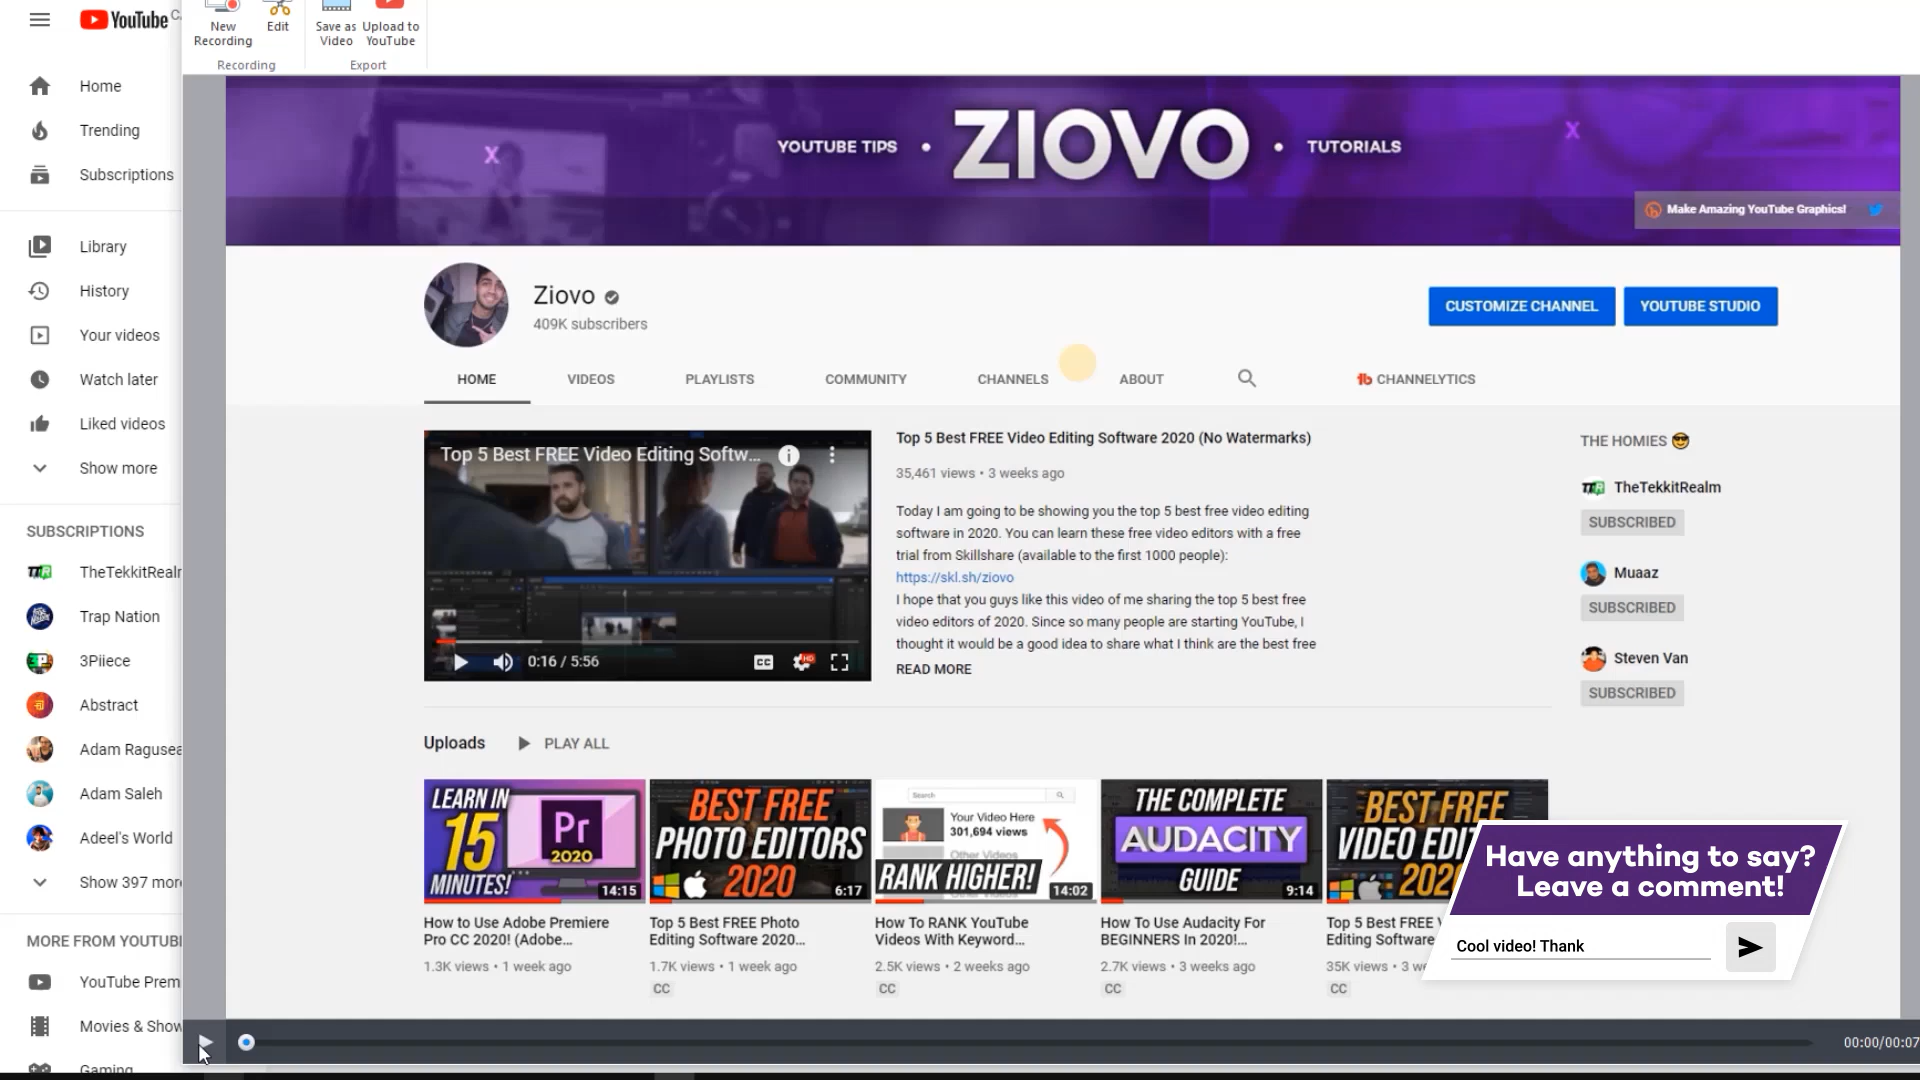 YouTube
New
Recording
Edit
Save as
Video
Upload to
YouTube
Recording
Export
Home
Trending
Subscriptions
Library
History
Your videos
Watch later
Liked videos
Show more
SUBSCRIPTIONS
TheTekkitRealr
Trap Nation
3Piiece
Abstract
Adam Ragusea
Adam Saleh
Adeel's World
Show 397 mor
MORE FROM YOUTUB
YouTube Prem
Movies & Show
Gaming
YOUTUBE TIPS • ZIOVO • TUTORIALS
Make Amazing YouTube Graphics!
Ziovo
409K subscribers
CUSTOMIZE CHANNEL
YOUTUBE STUDIO
HOME VIDEOS PLAYLISTS COMMUNITY CHANNELS ABOUT CHANNELYTICS
Top 5 Best FREE Video Editing Softw...
0:16 / 5:56
CC
HD
Top 5 Best FREE Video Editing Software 2020 (No Watermarks)
35,461 views • 3 weeks ago
Today I am going to be showing you the top 5 best free video editing
software in 2020. You can learn these free video editors with a free
trial from Skillshare (available to the first 1000 people):
https://skl.sh/ziovo
I hope that you guys like this video of me sharing the top 5 best free
video editors of 2020. Since so many people are starting YouTube, I
thought it would be a good idea to share what I think are the best free
READ MORE
THE HOMIES 😎
TheTekkitRealm
SUBSCRIBED
Muaaz
SUBSCRIBED
Steven Van
SUBSCRIBED
Uploads
PLAY ALL
LEARN IN
15
MINUTES!
Pr
2020
14:15
How to Use Adobe Premiere
Pro CC 2020! (Adobe...
1.3K views • 1 week ago
BEST FREE
PHOTO EDITORS
2020
6:17
Top 5 Best FREE Photo
Editing Software 2020...
1.7K views • 1 week ago
CC
Search
Your Video Here
301,694 views
Other Videos
RANK HIGHER!
14:02
How To RANK YouTube
Videos With Keyword...
2.5K views • 2 weeks ago
CC
THE COMPLETE
AUDACITY
GUIDE
9:14
How To Use Audacity For
BEGINNERS In 2020!...
2.7K views • 3 weeks ago
CC
BEST FREE
VIDEO EDI
202
Top 5 Best FREE V
Editing Software
35K views • 3 we
CC
Have anything to say?
Leave a comment!
Cool video! Thank
00:00/00:07